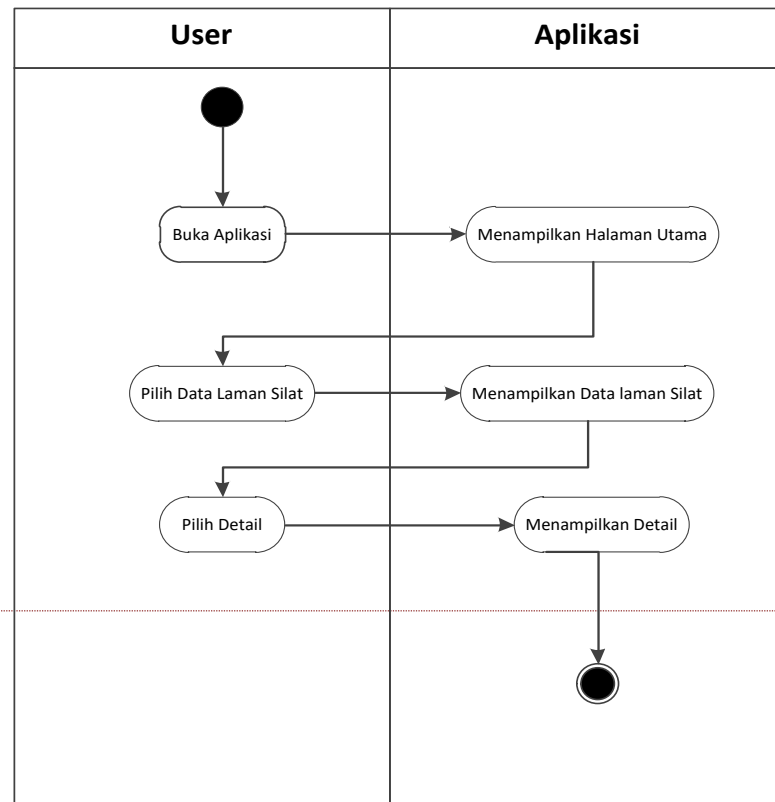 User
Aplikasi
Buka Aplikasi
Menampilkan Halaman Utama
Pilih Data Laman Silat
Menampilkan Data laman Silat
Pilih Detail
Menampilkan Detail